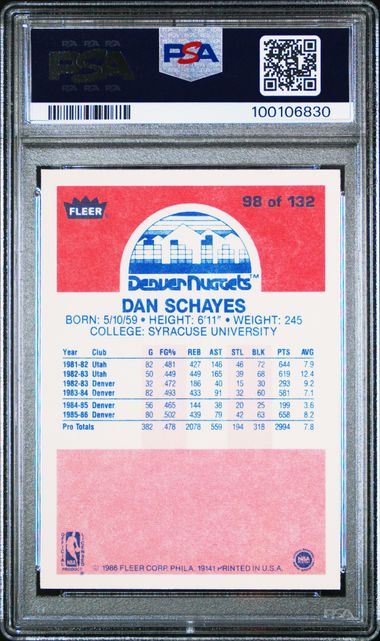 PSA
PSA
100106830
FLEER
98 of 132
Denver Nuggets™
DAN SCHAYES
BORN: 5/10/59 • HEIGHT: 6'11" • WEIGHT: 245
COLLEGE: SYRACUSE UNIVERSITY
Year Club G FG% REB AST STL BLK PTS AVG
1981-82 Utah 82 .481 427 146 46 72 644 7.9
1982-83 Utah 50 .449 449 165 39 68 619 12.4
1982-83 Denver 32 .472 186 40 15 30 293 9.2
1983-84 Denver 82 .493 433 91 32 60 581 7.1
1984-85 Denver 56 .465 144 38 20 25 199 3.6
1985-86 Denver 80 .502 439 79 42 63 658 8.2
Pro Totals 382 .478 2078 559 194 318 2994 7.8
NBA
PRODUCT
© 1986 FLEER CORP. PHILA. 19141 PRINTED IN U.S.A.
PSA